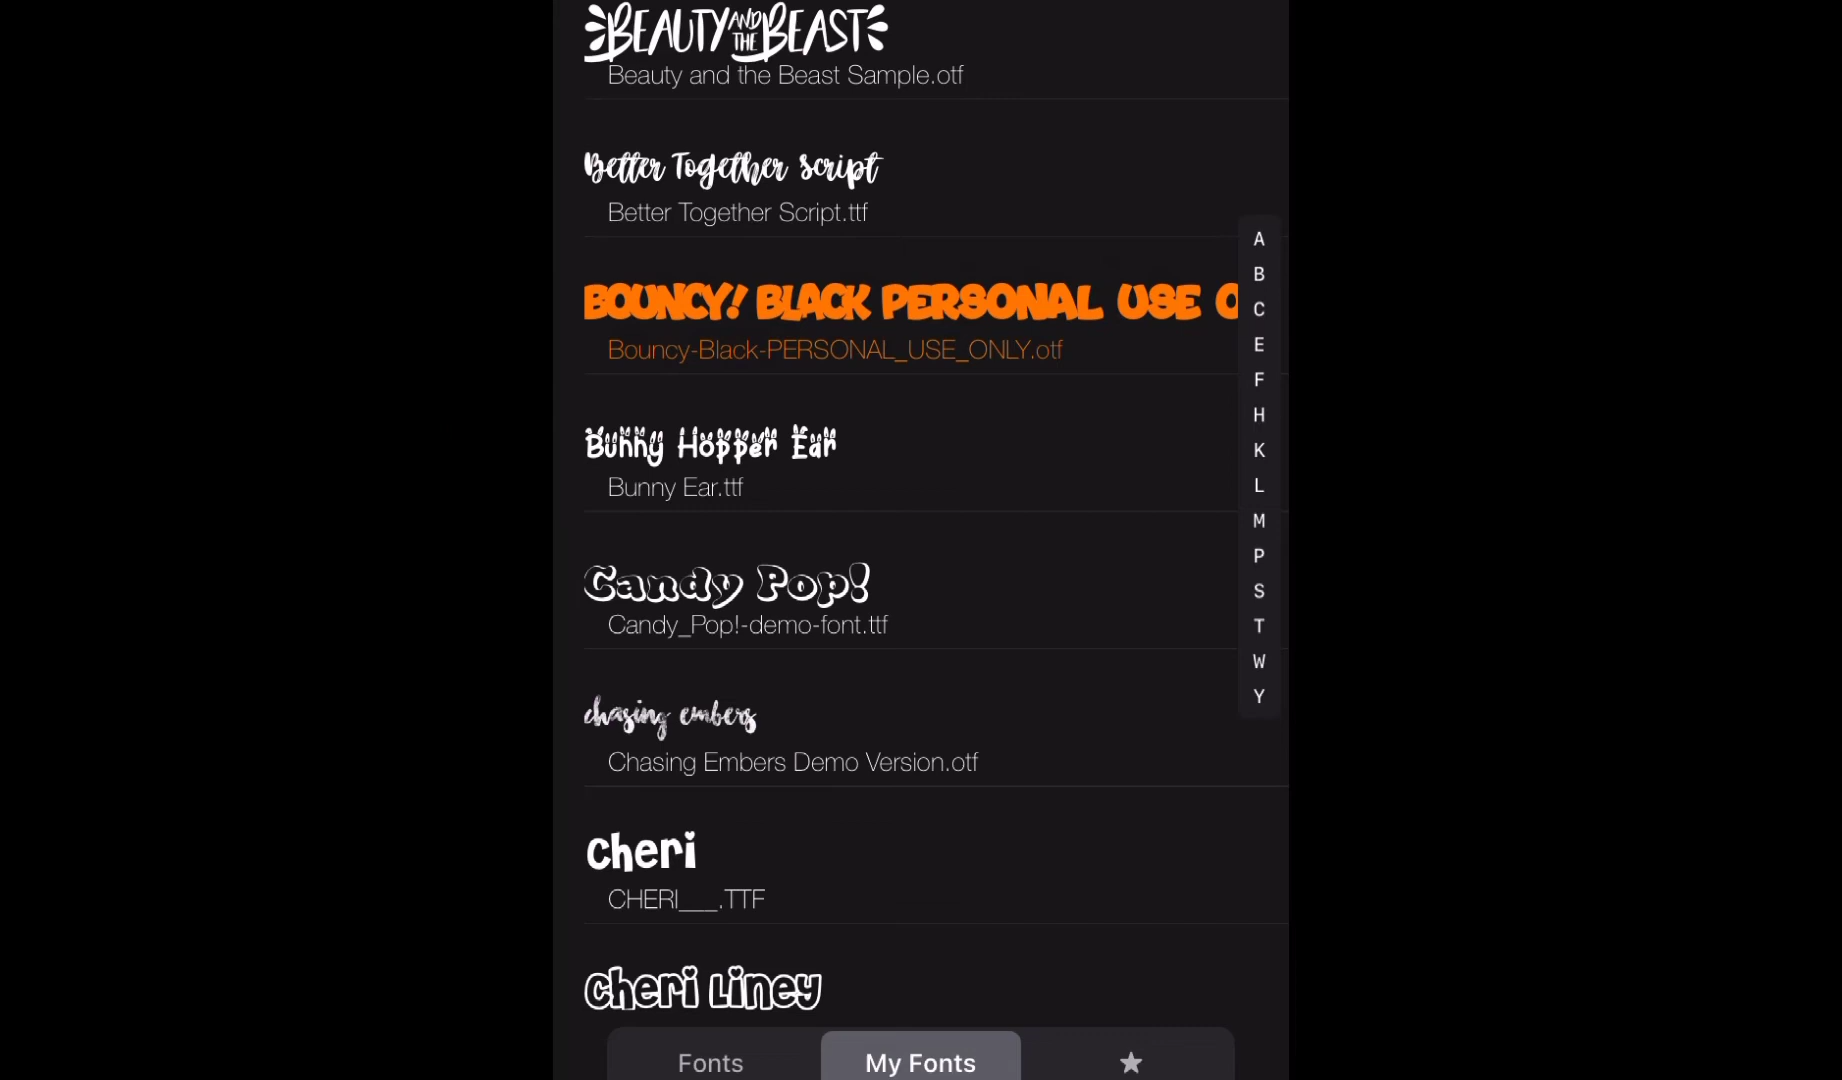 BEAUTY AND THE BEAST
Beauty and the Beast Sample.otf
Better Together Script
Better Together Script.ttf
BOUNCY! BLACK PERSONAL USE O
Bouncy-Black-PERSONAL_USE_ONLY.otf
Bunny Hopper Ear
Bunny Ear.ttf
Candy Pop!
Candy_Pop!-demo-font.ttf
chasing embers
Chasing Embers Demo Version.otf
cheri
CHERI___.TTF
cheri Liney
A
B
C
E
F
H
K
L
M
P
S
T
W
Y
Fonts
My Fonts